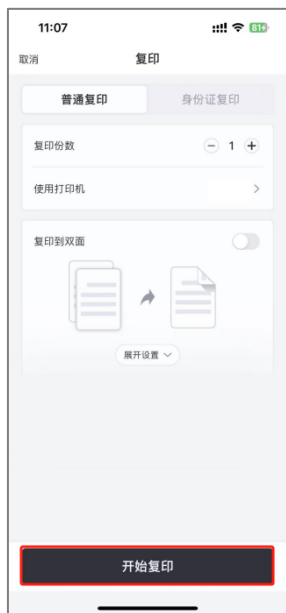 11:07
81
取消
复印
普通复印
身份证复印
复印份数
1
使用打印机
复印到双面
展开设置
开始复印